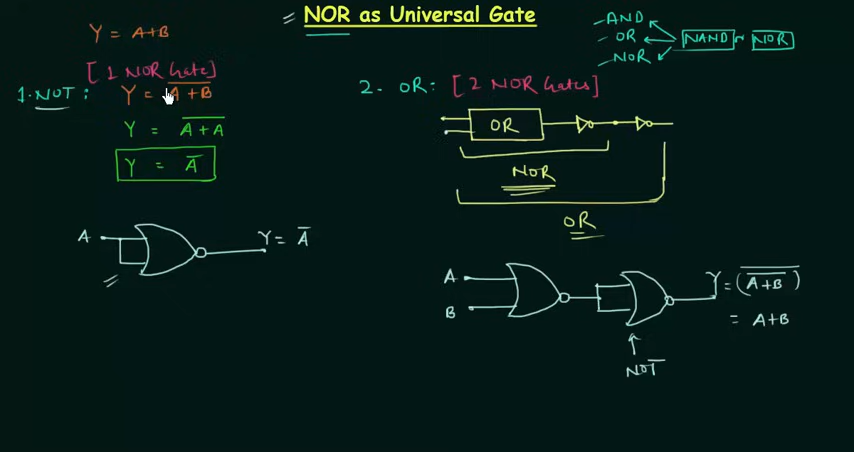 = NOR as Universal Gate
AND
OR
NOR
NAND or NOR
Y = A+B
[1 NOR Gate]
1. NOT: Y = A̅ ̅+̅ ̅B̅
Y = A̅ ̅+̅ ̅A̅
Y = A̅
A
Y = A̅
2. OR: [2 NOR Gates]
OR
NOR
OR
A
B
Y = (A̿ ̿+̿ ̿B̿)
= A+B
NOT